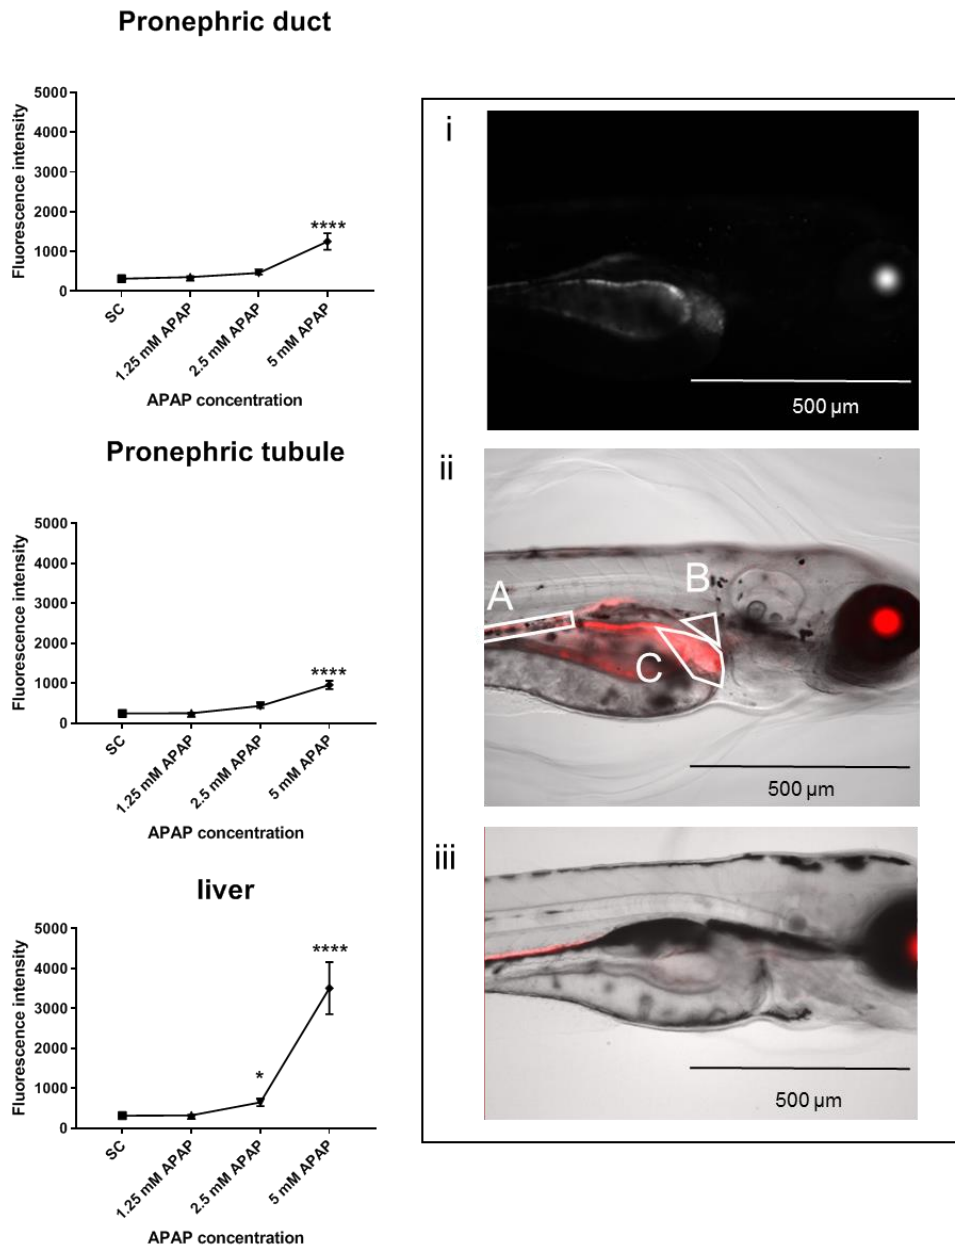 Pronephric duct
Fluorescence intensity
5000
4000
3000
2000
1000
0
****
SC
1.25 mM APAP
2.5 mM APAP
5 mM APAP
APAP concentration
Pronephric tubule
Fluorescence intensity
5000
4000
3000
2000
1000
0
****
SC
1.25 mM APAP
2.5 mM APAP
5 mM APAP
APAP concentration
liver
Fluorescence intensity
5000
4000
3000
2000
1000
0
*
****
SC
1.25 mM APAP
2.5 mM APAP
5 mM APAP
APAP concentration
i
500 µm
ii
A
B
C
500 µm
iii
500 µm